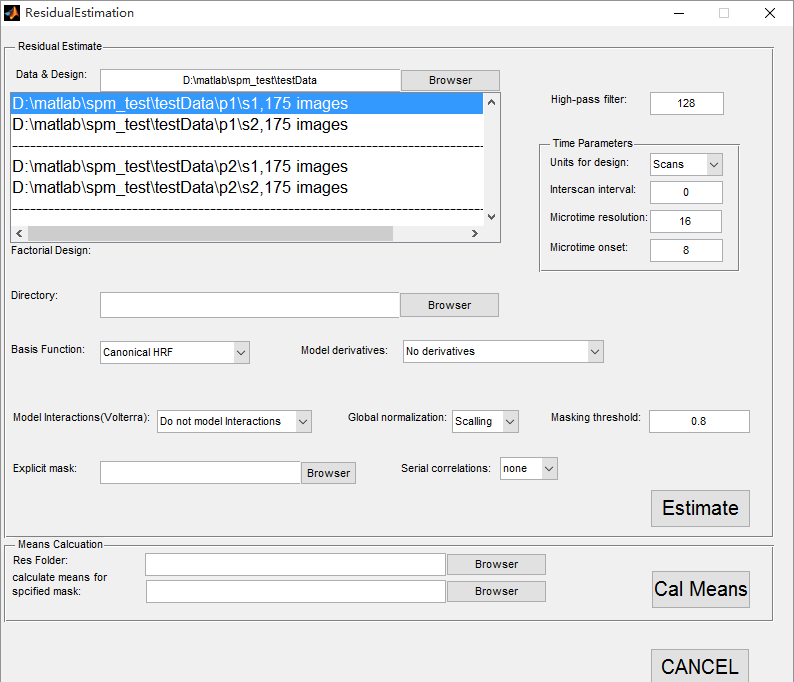 ResidualEstimation
Residual Estimate
Data & Design:
D:\matlab\spm_test\testData
Browser
D:\matlab\spm_test\testData\p1\s1,175 images
D:\matlab\spm_test\testData\p1\s2,175 images
D:\matlab\spm_test\testData\p2\s1,175 images
D:\matlab\spm_test\testData\p2\s2,175 images
High-pass filter:
128
Time Parameters
Units for design:
Scans
Interscan interval:
0
Microtime resolution:
16
Microtime onset:
8
Factorial Design:
Directory:
Browser
Basis Function:
Canonical HRF
Model derivatives:
No derivatives
Model Interactions(Volterra):
Do not model Interactions
Global normalization:
Scalling
Masking threshold:
0.8
Explicit mask:
Browser
Serial correlations:
none
Estimate
Means Calcuation
Res Folder:
Browser
calculate means for
spcified mask:
Browser
Cal Means
CANCEL